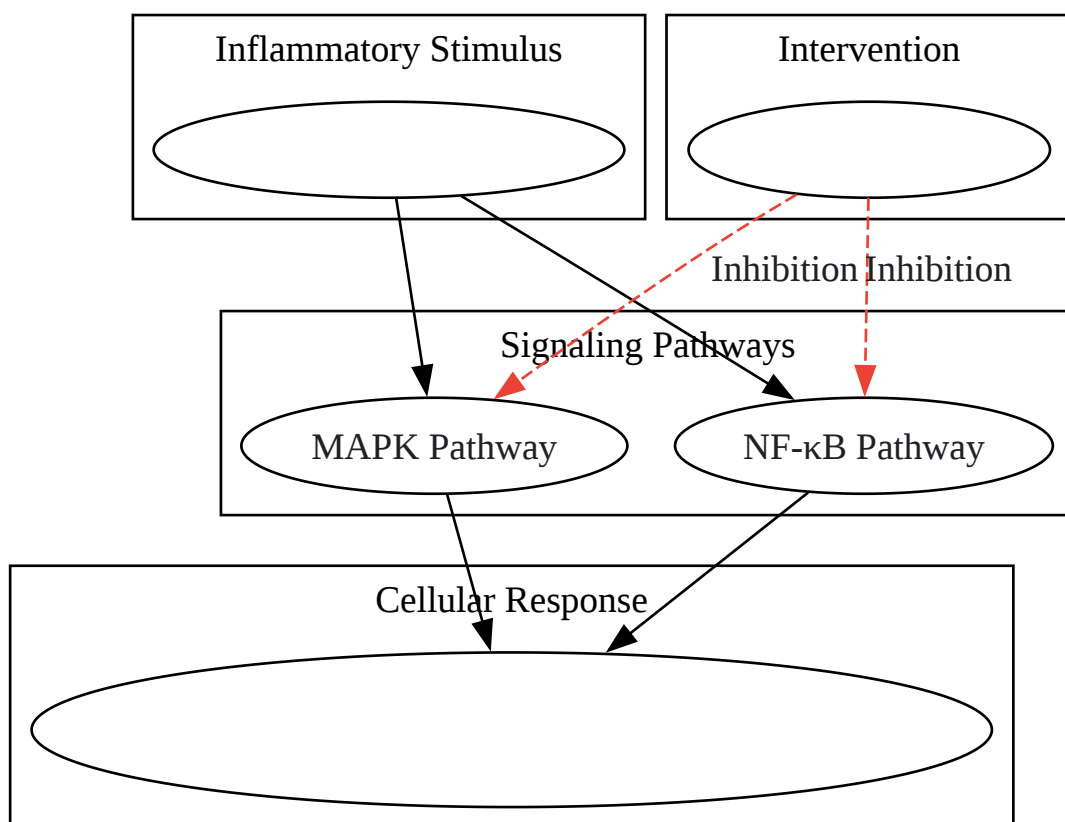 Inflammatory Stimulus
Intervention
Inhibition
Inhibition
Signaling Pathways
MAPK Pathway
NF-κB Pathway
Cellular Response